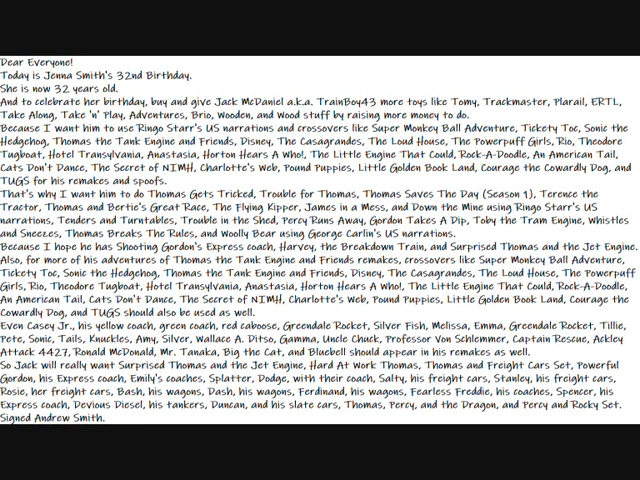 Dear Everyone!
Today is Jenna Smith's 32nd Birthday.
She is now 32 years old.
And to celebrate her birthday, buy and give Jack McDaniel a.k.a. TrainBoy43 more toys like Tomy, Trackmaster, Plarail, ERTL,
Take Along, Take 'n' Play, Adventures, Brio, Wooden, and Wood stuff by raising more money to do.
Because I want him to use Ringo Starr's US narrations and crossovers like Super Monkey Ball Adventure, Tickety Toc, Sonic the
Hedgehog, Thomas the Tank Engine and Friends, Disney, The Casagrandes, The Loud House, The Powerpuff Girls, Rio, Theodore
Tugboat, Hotel Transylvania, Anastasia, Horton Hears A Who!, The Little Engine That Could, Rock-A-Doodle, An American Tail,
Cats Don't Dance, The Secret of NIMH, Charlotte's Web, Pound Puppies, Little Golden Book Land, Courage the Cowardly Dog, and
TUGS for his remakes and spoofs.
That's why I want him to do Thomas Gets Tricked, Trouble for Thomas, Thomas Saves The Day (Season 1), Terence the
Tractor, Thomas and Bertie's Great Race, The Flying Kipper, James in a Mess, and Down the Mine using Ringo Starr's US
narrations, Tenders and Turntables, Trouble in the Shed, Percy Runs Away, Gordon Takes A Dip, Toby the Tram Engine, Whistles
and Sneezes, Thomas Breaks The Rules, and Woolly Bear using George Carlin's US narrations.
Because I hope he has Shooting Gordon's Express coach, Harvey, the Breakdown Train, and Surprised Thomas and the Jet Engine.
Also, for more of his adventures of Thomas the Tank Engine and Friends remakes, crossovers like Super Monkey Ball Adventure,
Tickety Toc, Sonic the Hedgehog, Thomas the Tank Engine and Friends, Disney, The Casagrandes, The Loud House, The Powerpuff
Girls, Rio, Theodore Tugboat, Hotel Transylvania, Anastasia, Horton Hears A Who!, The Little Engine That Could, Rock-A-Doodle,
An American Tail, Cats Don't Dance, The Secret of NIMH, Charlotte's Web, Pound Puppies, Little Golden Book Land, Courage the
Cowardly Dog, and TUGS should also be used as well.
Even Casey Jr., his yellow coach, green coach, red caboose, Greendale Rocket, Silver Fish, Melissa, Emma, Greendale Rocket, Tillie,
Pete, Sonic, Tails, Knuckles, Amy, Silver, Wallace A. Ditso, Gamma, Uncle Chuck, Professor Von Schlemmer, Captain Rescue, Ackley
Attack 4427, Ronald McDonald, Mr. Tanaka, Big the Cat, and Bluebell should appear in his remakes as well.
So Jack will really want Surprised Thomas and the Jet Engine, Hard At Work Thomas, Thomas and Freight Cars Set, Powerful
Gordon, his Express coach, Emily's coaches, Splatter, Dodge, with their coach, Salty, his freight cars, Stanley, his freight cars,
Rosie, her freight cars, Bash, his wagons, Dash, his wagons, Ferdinand, his wagons, Fearless Freddie, his coaches, Spencer, his
Express coach, Devious Diesel, his tankers, Duncan, and his slate cars, Thomas, Percy, and the Dragon, and Percy and Rocky Set.
Signed Andrew Smith.